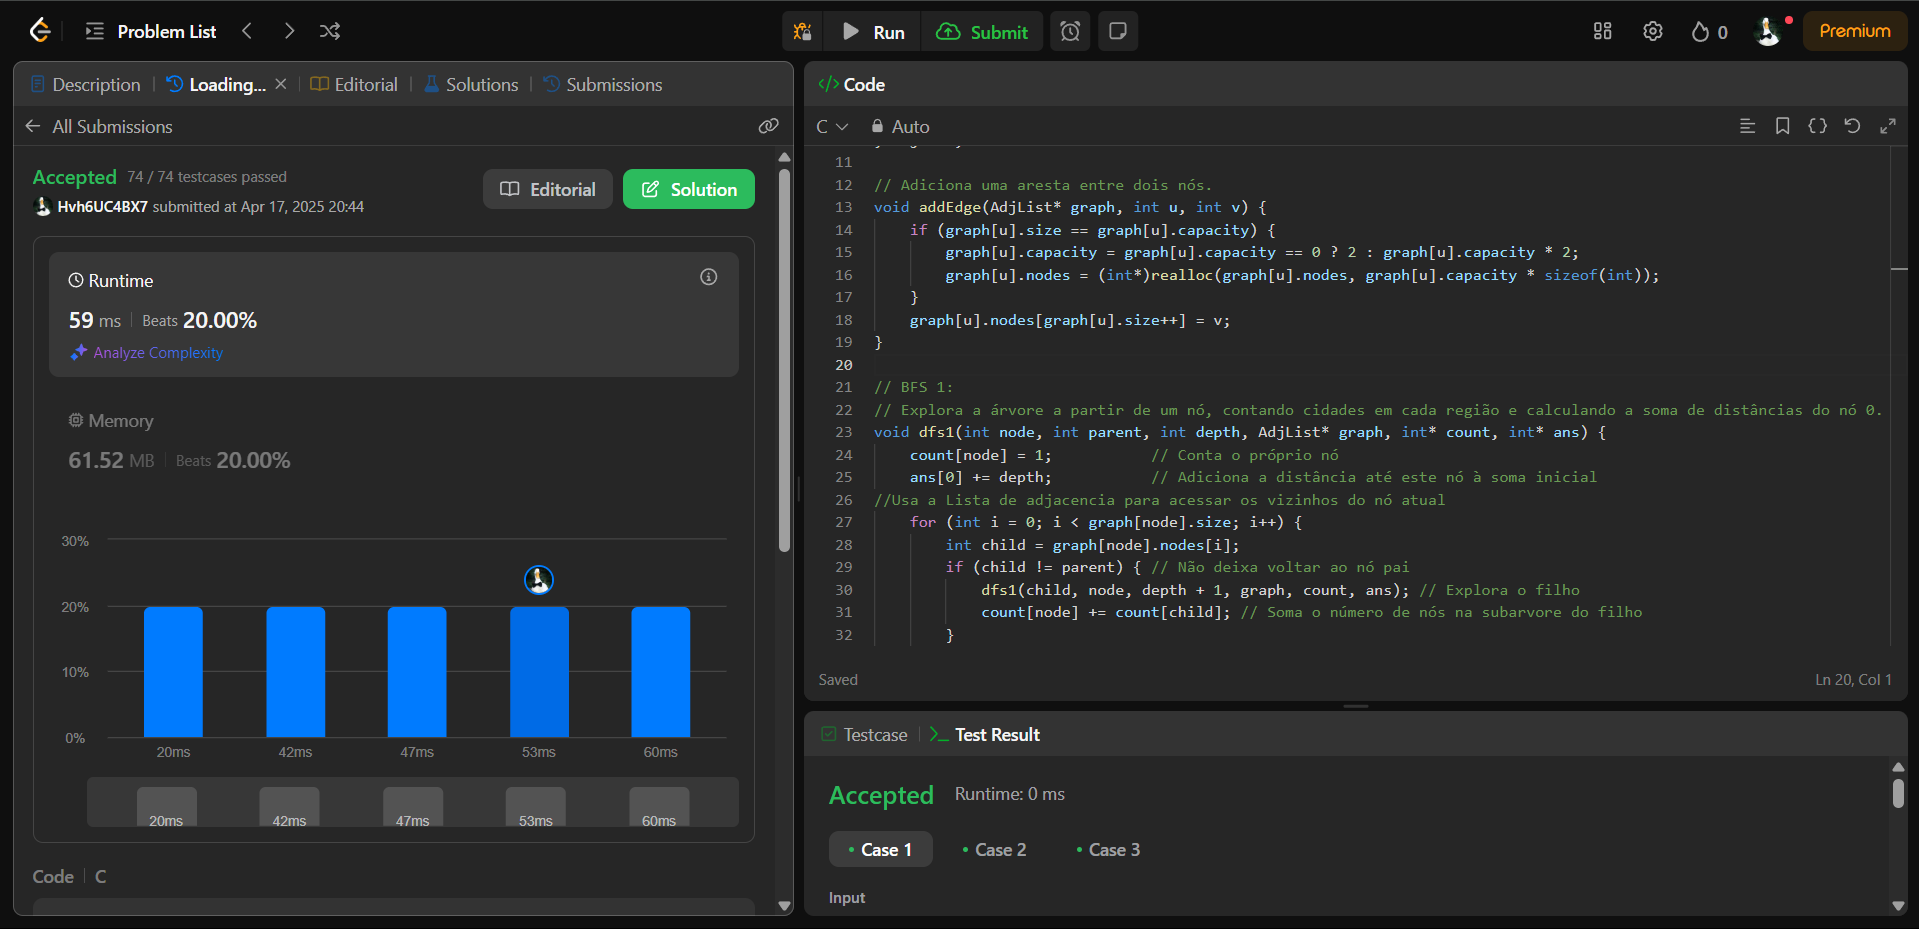 Problem List
Run
Submit
0
Premium
Description
Loading...
Editorial
Solutions
Submissions
All Submissions
Accepted 74 / 74 testcases passed
Hvh6UC4BX7 submitted at Apr 17, 2025 20:44
Editorial
Solution
Runtime
59 ms Beats 20.00%
Analyze Complexity
Memory
61.52 MB Beats 20.00%
30%
20%
10%
0%
20ms 42ms 47ms 53ms 60ms
20ms 42ms 47ms 53ms 60ms
Code C
</> Code
C Auto
11
12 // Adiciona uma aresta entre dois nós.
13 void addEdge(AdjList* graph, int u, int v) {
14 if (graph[u].size == graph[u].capacity) {
15 graph[u].capacity = graph[u].capacity == 0 ? 2 : graph[u].capacity * 2;
16 graph[u].nodes = (int*)realloc(graph[u].nodes, graph[u].capacity * sizeof(int));
17 }
18 graph[u].nodes[graph[u].size++] = v;
19 }
20
21 // BFS 1:
22 // Explora a árvore a partir de um nó, contando cidades em cada região e calculando a soma de distâncias do nó 0.
23 void dfs1(int node, int parent, int depth, AdjList* graph, int* count, int* ans) {
24 count[node] = 1; // Conta o próprio nó
25 ans[0] += depth; // Adiciona a distância até este nó à soma inicial
26 //Usa a Lista de adjacencia para acessar os vizinhos do nó atual
27 for (int i = 0; i < graph[node].size; i++) {
28 int child = graph[node].nodes[i];
29 if (child != parent) { // Não deixa voltar ao nó pai
30 dfs1(child, node, depth + 1, graph, count, ans); // Explora o filho
31 count[node] += count[child]; // Soma o número de nós na subarvore do filho
32 }
Saved
Ln 20, Col 1
Testcase
Test Result
Accepted Runtime: 0 ms
Case 1
Case 2
Case 3
Input